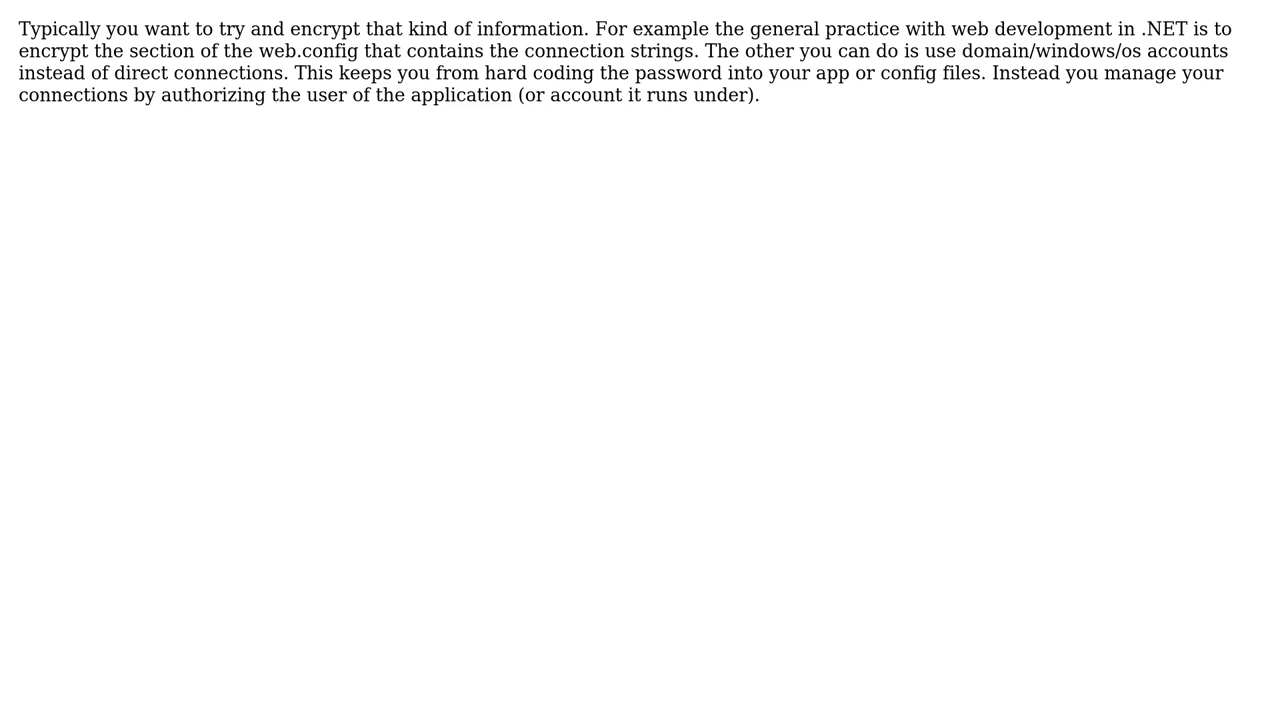 Typically you want to try and encrypt that kind of information. For example the general practice with web development in .NET is to
encrypt the section of the web.config that contains the connection strings. The other you can do is use domain/windows/os accounts
instead of direct connections. This keeps you from hard coding the password into your app or config files. Instead you manage your
connections by authorizing the user of the application (or account it runs under).